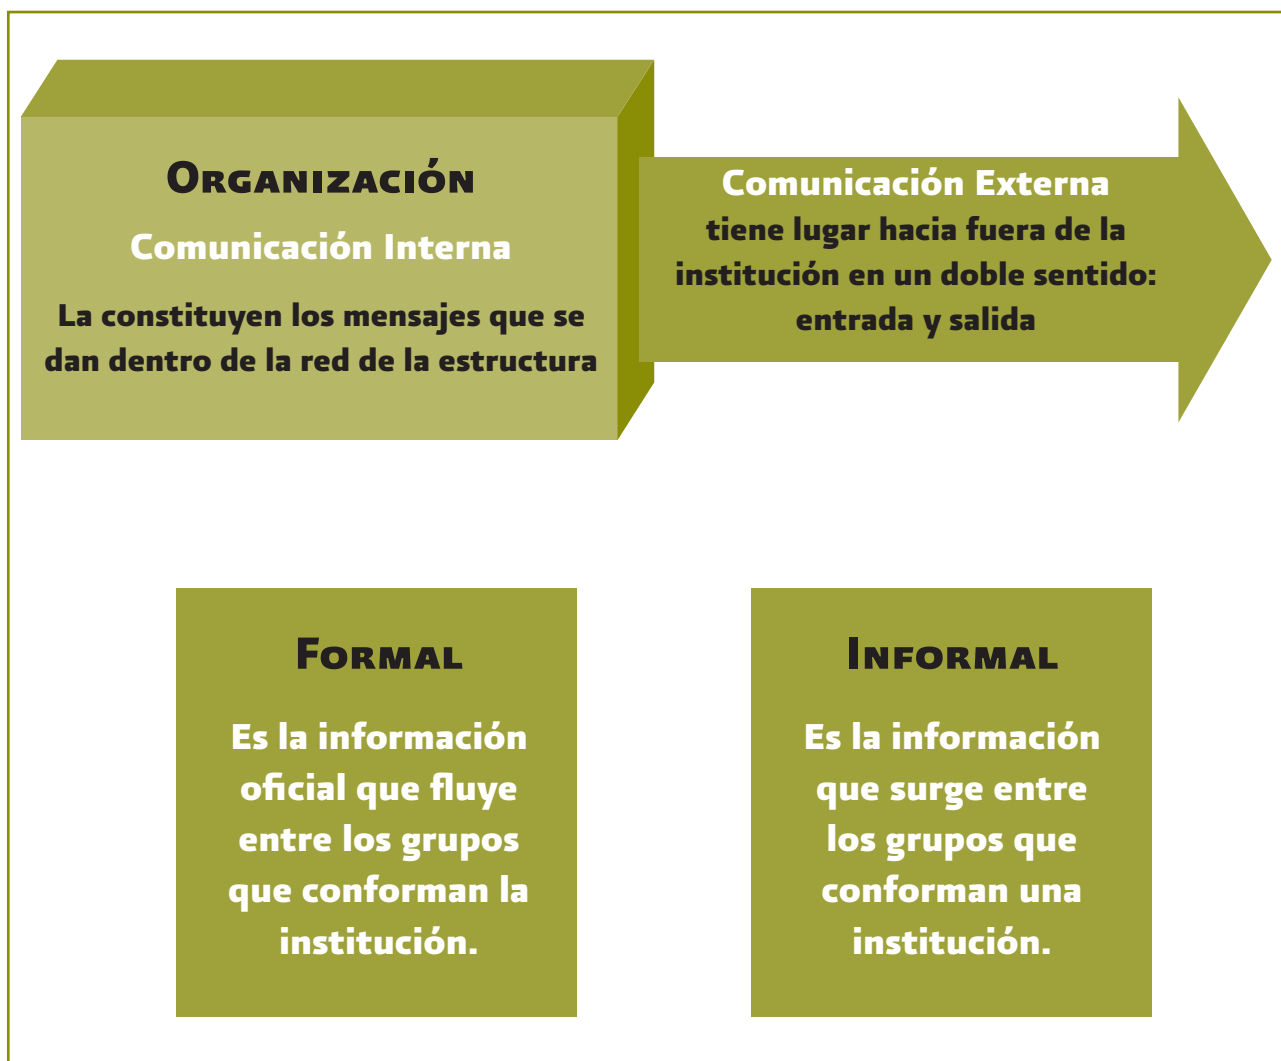 ORGANIZACIÓN
Comunicación Interna
La constituyen los mensajes que se
dan dentro de la red de la estructura
Comunicación Externa
tiene lugar hacia fuera de la
institución en un doble sentido:
entrada y salida
FORMAL
Es la información
oficial que fluye
entre los grupos
que conforman la
institución.
INFORMAL
Es la información
que surge entre
los grupos que
conforman una
institución.